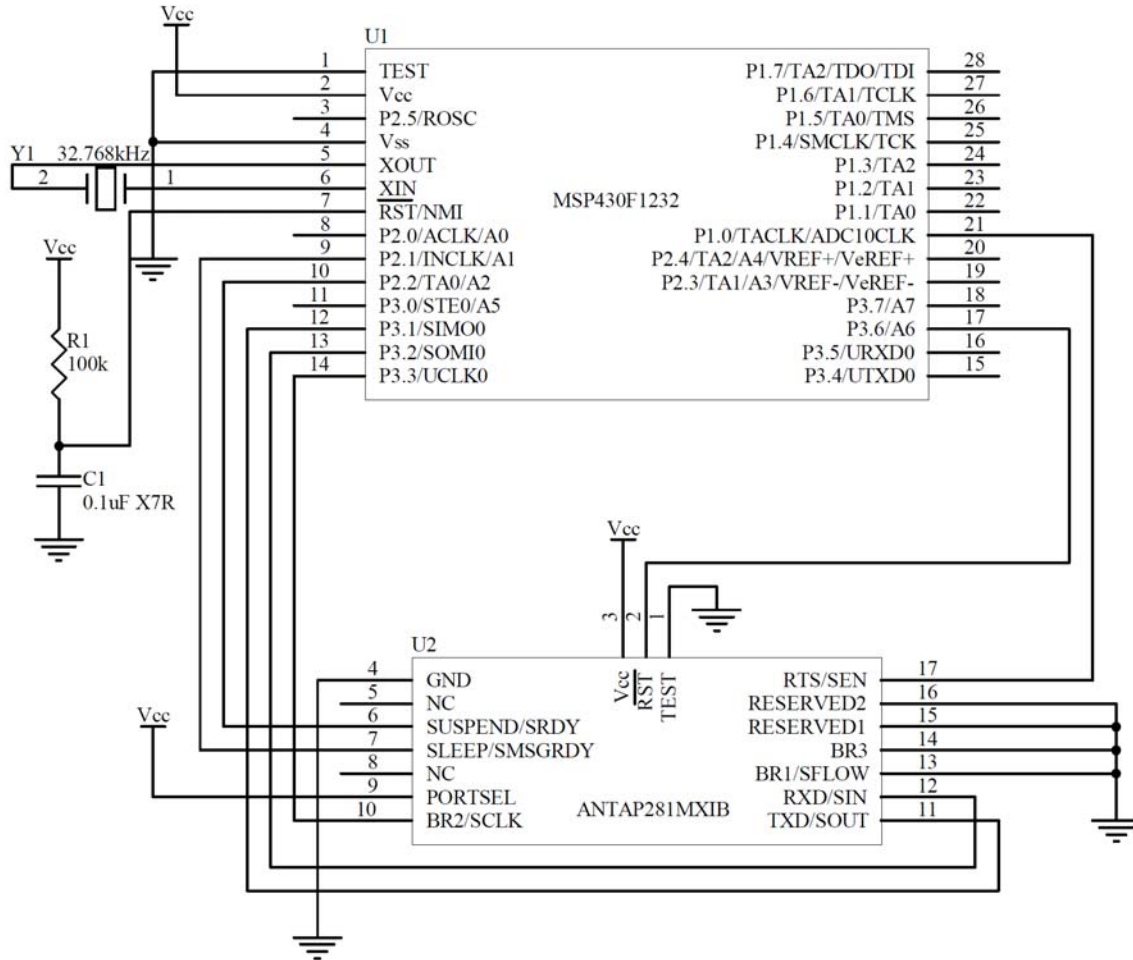 Vcc
U1
1 TEST P1.7/TA2/TDO/TDI 28
2 Vcc P1.6/TA1/TCLK 27
3 P2.5/ROSC P1.5/TA0/TMS 26
4 Vss P1.4/SMCLK/TCK 25
Y1 32.768kHz
5 XOUT P1.3/TA2 24
2 1
6 XIN P1.2/TA1 23
MSP430F1232
7 RST/NMI P1.1/TA0 22
8 P2.0/ACLK/A0 P1.0/TACLK/ADC10CLK 21
Vcc
9 P2.1/INCLK/A1 P2.4/TA2/A4/VREF+/VeREF+ 20
10 P2.2/TA0/A2 P2.3/TA1/A3/VREF-/VeREF- 19
11 P3.0/STE0/A5 P3.7/A7 18
12 P3.1/SIMO0 P3.6/A6 17
R1
100k
13 P3.2/SOMI0 P3.5/URXD0 16
14 P3.3/UCLK0 P3.4/UTXD0 15
C1
0.1uF X7R
Vcc
3 2 1
U2
Vcc RST TEST
4 GND RTS/SEN 17
5 NC RESERVED2 16
Vcc
6 SUSPEND/SRDY RESERVED1 15
7 SLEEP/SMSGRDY BR3 14
8 NC BR1/SFLOW 13
9 PORTSEL RXD/SIN 12
10 BR2/SCLK TXD/SOUT 11
ANTAP281MXIB